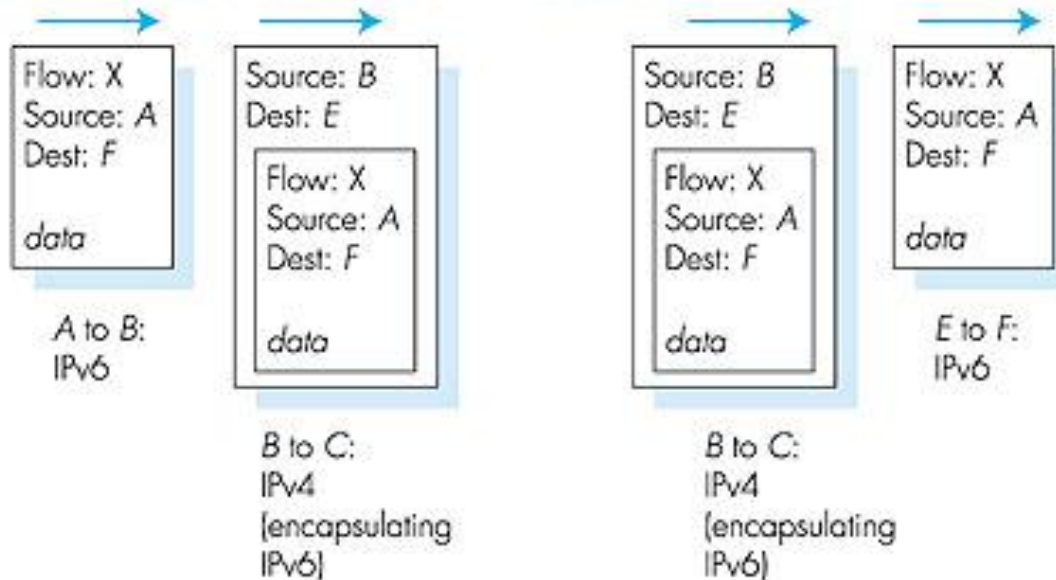 Flow: X
Source: A
Dest: F
data
A to B:
IPv6
Source: B
Dest: E
Flow: X
Source: A
Dest: F
data
B to C:
IPv4
(encapsulating
IPv6)
Source: B
Dest: E
Flow: X
Source: A
Dest: F
data
B to C:
IPv4
(encapsulating
IPv6)
Flow: X
Source: A
Dest: F
data
E to F:
IPv6